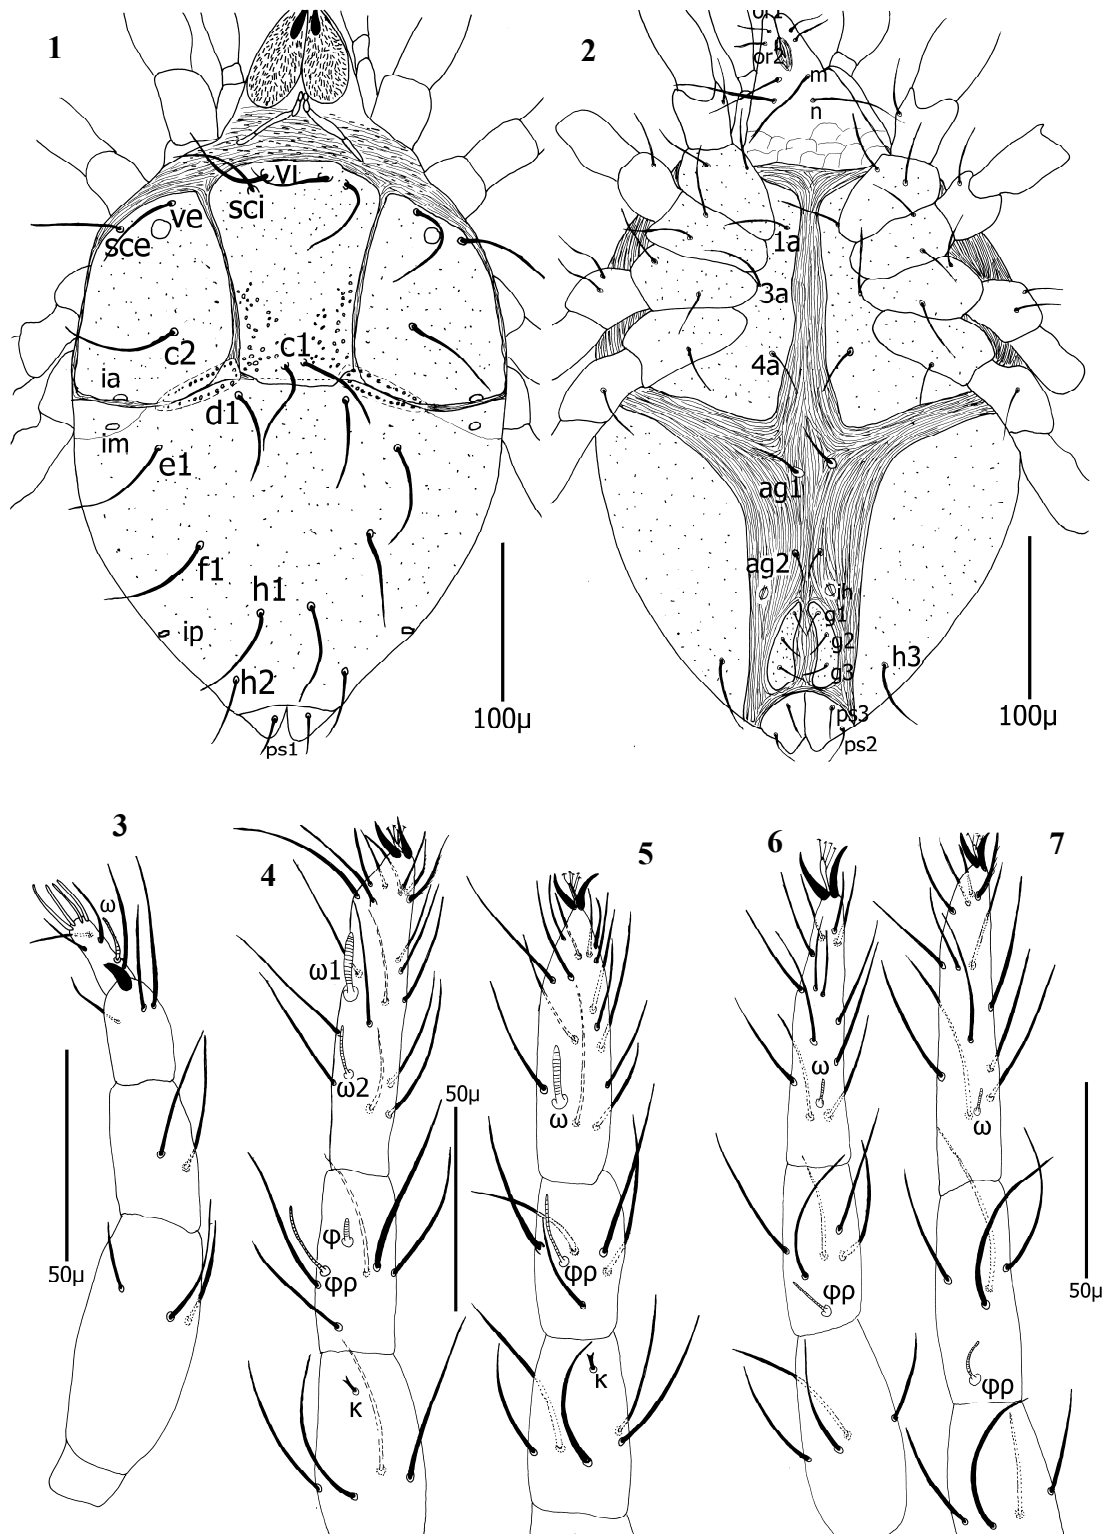 1
vi
sci
ve
sce
c2
c1
ia
d1
im
e1
f1
h1
ip
h2
ps1
100µ
2
or1
or2
m
n
1a
3a
4a
ag1
ag2
ih
g1
g2
g3
h3
ps3
ps2
100µ
3
ω
50µ
4
ω1
ω2
φ
φρ
κ
50µ
5
ω
φρ
κ
6
ω
φρ
7
ω
φρ
50µ